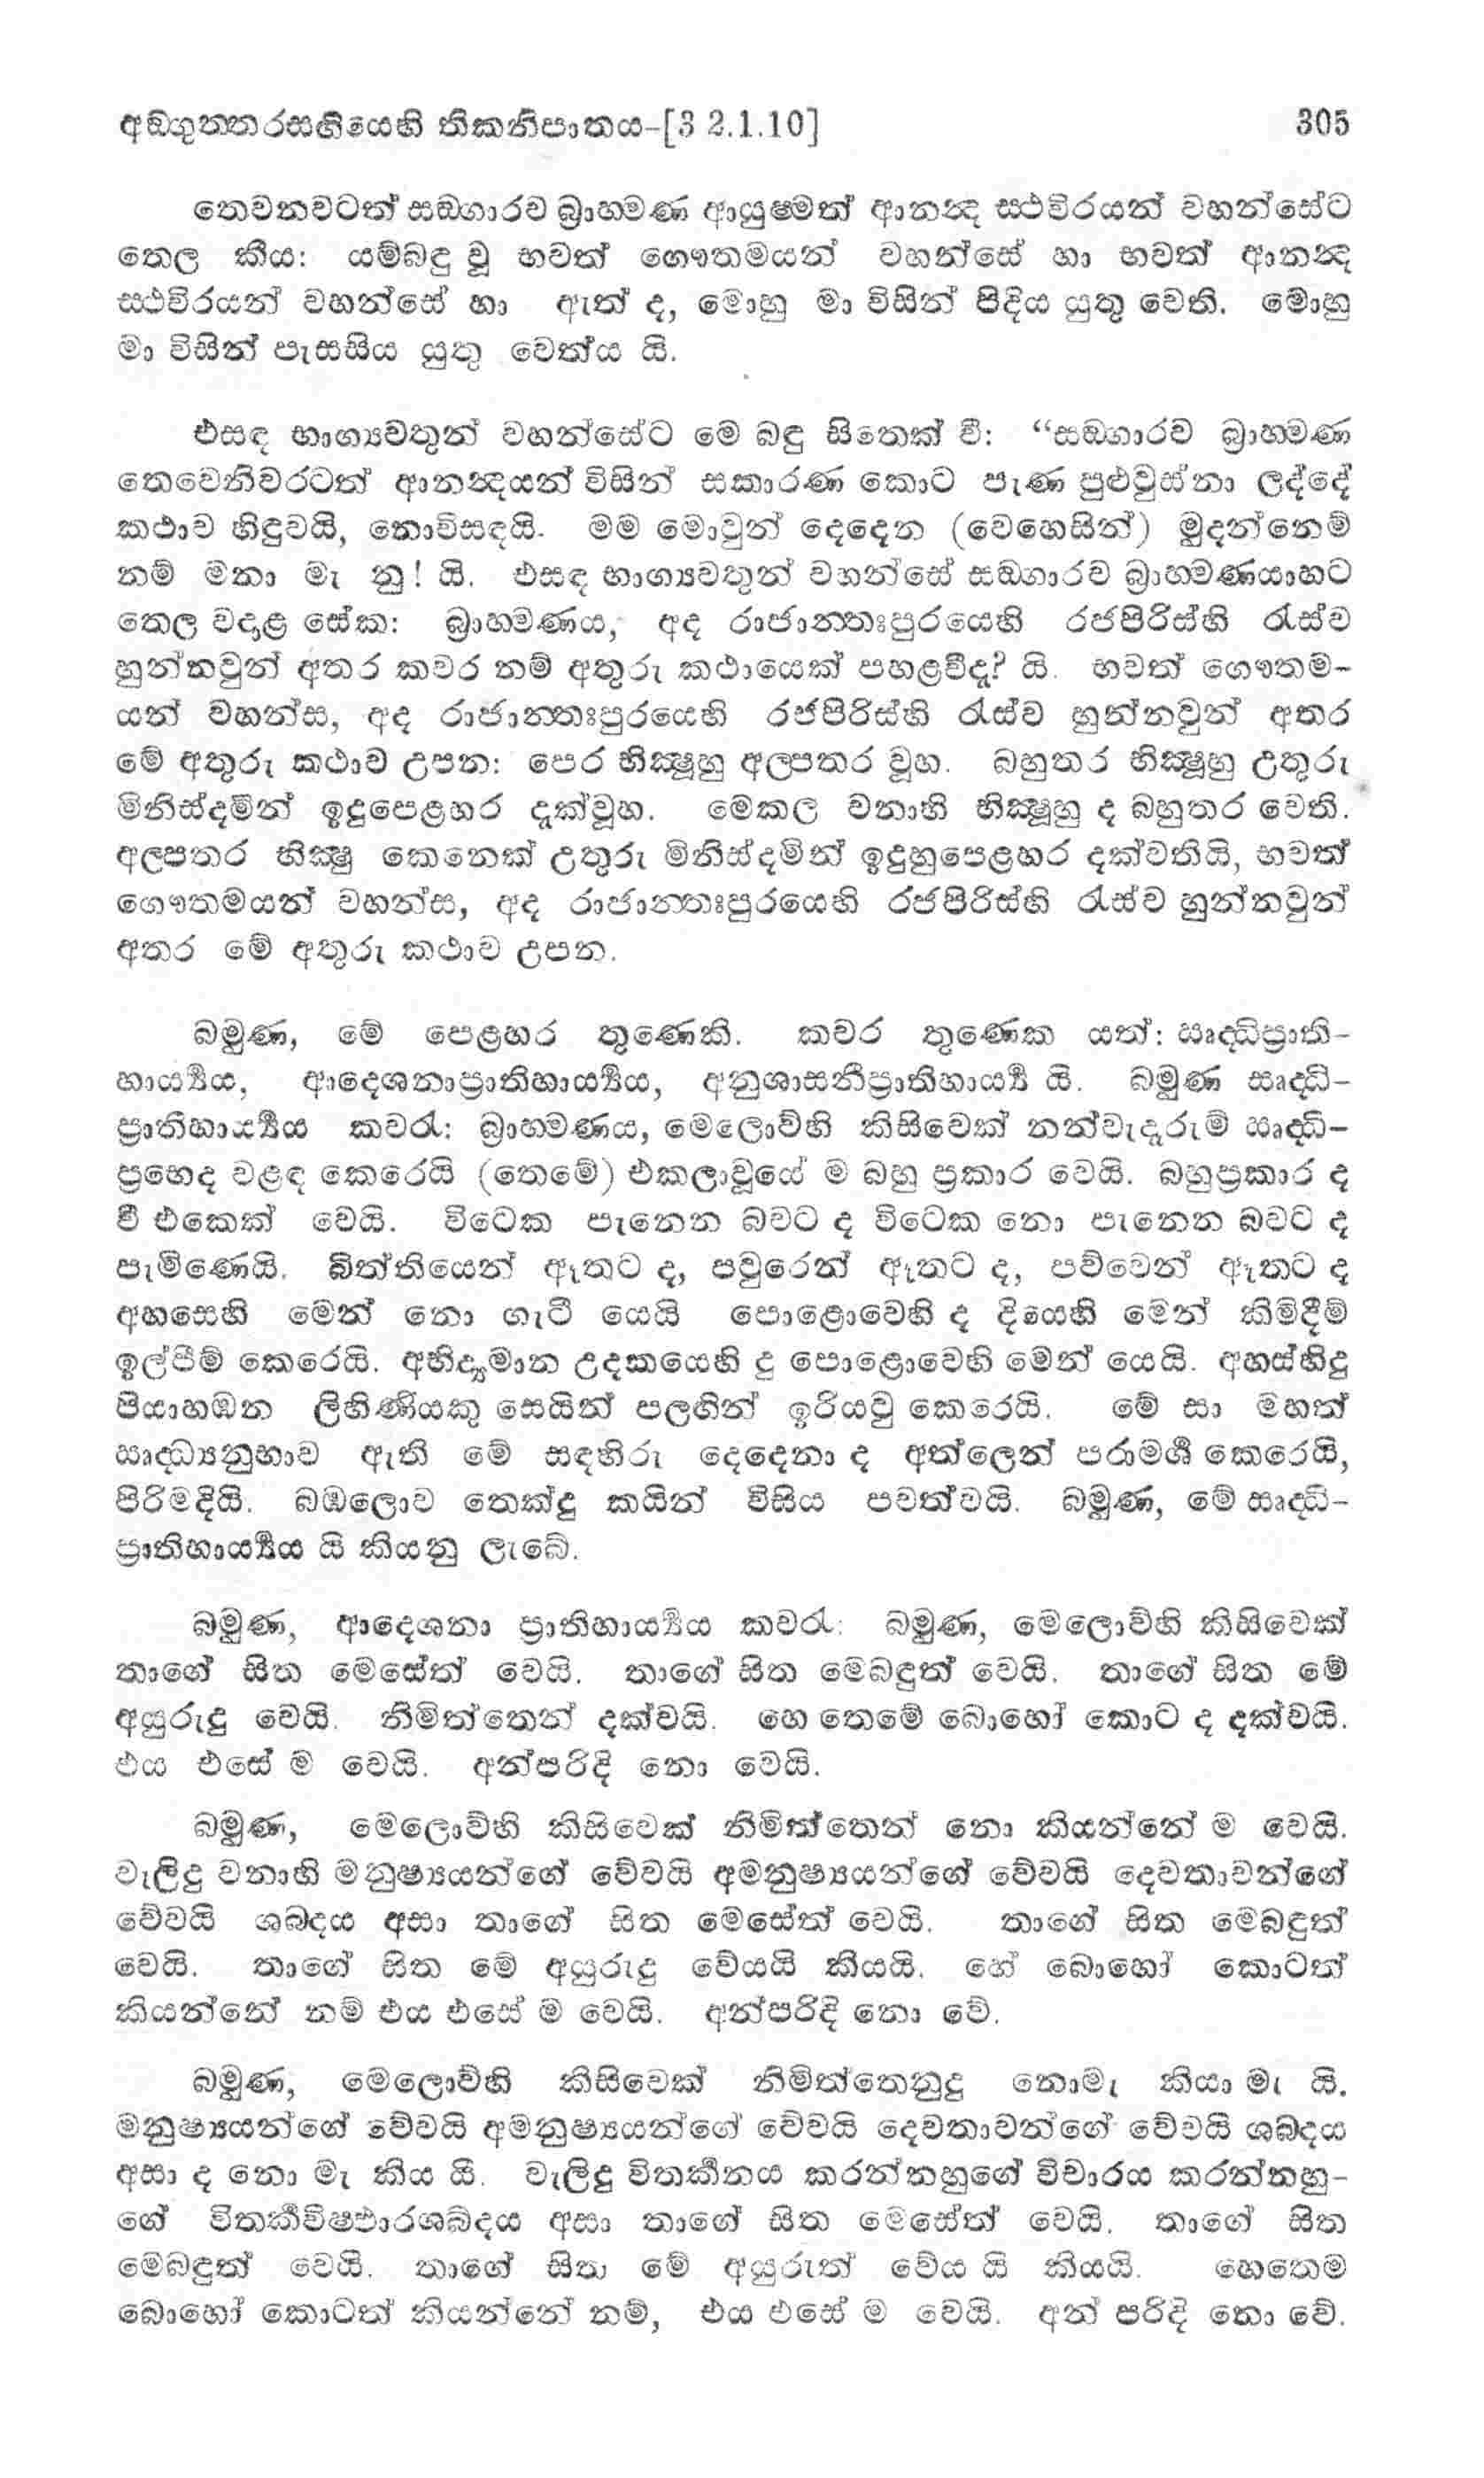 අඞ්ගුත්තරසඟියෙහි තිකනිපාතය–[3 2.1.10] 305
තෙවනවටත් සඞ්ගාරව බ්‍රාහ්මණ ආයුෂ්මත් ආනන්‍ද ස්ථවිරයන් වහන්සේට
තෙල කීය: යම්බඳු වූ භවත් ගෞතමයන් වහන්සේ හා භවත් ආනන්‍ද
ස්ථවිරයන් වහන්සේ හා ඇත් ද, මොහු මා විසින් පිදිය යුතු වෙති. මොහු
මා විසින් පැසසිය යුතු වෙත්ය යි.
එසඳ භාග්‍යවතුන් වහන්සේට මෙ බඳු සිතෙක් වී: “සඞ්ගාරව බ්‍රාහ්මණ
තෙවෙනිවරටත් ආනන්‍දයන් විසින් සකාරණ කොට පැණ පුළුවුස්නා ලද්දේ
කථාව හිඳුවයි, නොවිසඳයි. මම මොවුන් දෙදෙන (වෙහෙසින්) මුදන්නෙම්
නම් මනා මැ නු! යි. එසඳ භාග්‍යවතුන් වහන්සේ සඞ්ගාරව බ්‍රාහ්මණයාහට
තෙල වදාළ සේක: බ්‍රාහ්මණය, අද රාජාන්තඃපුරයෙහි රජපිරිස්හි රැස්ව
හුන්නවුන් අතර කවර නම් අතුරු කථායෙක් පහළවීදැ? යි. භවත් ගෞතම–
යන් වහන්ස, අද රාජාන්තඃපුරයෙහි රජපිරිස්හි රැස්ව හුන්නවුන් අතර
මේ අතුරු කථාව උපන: පෙර භික්‍ෂූහු අල්පතර වූහ. බහුතර භික්‍ෂූහු උතුරු
මිනිස්දමින් ඉදුපෙළහර දැක්වූහ. මෙකල වනාහි භික්‍ෂූහු ද බහුතර වෙති.
අල්පතර භික්‍ෂු කෙනෙක් උතුරු මිනිස්දමින් ඉදුහුපෙළහර දක්වතියි, භවත්
ගෞතමයන් වහන්ස, අද රාජාන්තඃපුරයෙහි රජපිරිස්හි රැස්ව හුන්නවුන්
අතර මේ අතුරු කථාව උපන.
බමුණ, මේ පෙළහර තුණෙකි. කවර තුණෙක යත්: ඍද්ධිප්‍රාති–
හාර්‍ය්‍යය, ආදෙශනාප්‍රාතිහාර්‍ය්‍යය, අනුශාසනීප්‍රාතිහාර්‍ය්‍ය යි. බමුණ ඍද්ධි–
ප්‍රාතිහාර්‍ය්‍යය කවරැ: බ්‍රාහ්මණය, මෙලොව්හි කිසිවෙක් නන්වැදෑරුම් ඍද්ධි–
ප්‍රභෙද වළඳ කෙරෙයි (තෙමේ) එකලාවූයේ ම බහු ප්‍රකාර වෙයි. බහුප්‍රකාර ද
වී එකෙක් වෙයි. විටෙක පැනෙන බවට ද විටෙක නො පැනෙන බවට ද
පැමිණෙයි. බිත්තියෙන් ඈතට ද, පවුරෙන් ඈතට ද, පව්වෙන් ඈතට ද
අහසෙහි මෙන් නො ගැටී යෙයි පොළොවෙහි ද දියෙහි මෙන් කිමිදීම්
ඉල්පීම් කෙරෙයි. අභිද්‍යමාන උදකයෙහි දු පොළොවෙහි මෙන් යෙයි. අහස්හිදු
පියාහඹන ලිහිණියකු සෙයින් පලඟින් ඉරියවු කෙරෙයි. මේ සා මහත්
ඍද්ධ්‍යනුභාව ඇති මේ සඳහිරු දෙදෙනා ද අත්ලෙන් පරාමර්‍ශ කෙරෙයි,
පිරිමදියි. බඹලොව තෙක්දු කයින් විසිය පවත්වයි. බමුණ, මේ ඍද්ධි–
ප්‍රාතිහාර්‍ය්‍යය යි කියනු ලැබේ.
බමුණ, ආදෙශනා ප්‍රාතිහාර්‍ය්‍යය කවරැ: බමුණ, මෙලොව්හි කිසිවෙක්
තාගේ සිත මෙසේත් වෙයි. තාගේ සිත මෙබඳුත් වෙයි. තාගේ සිත මේ
අයුරුදු වෙයි. නිමිත්තෙන් දක්වයි. හෙ තෙමේ බොහෝ කොට ද දක්වයි.
එය එසේ ම වෙයි. අන්පරිදි නො වෙයි.
බමුණ, මෙලොව්හි කිසිවෙක් නිමිත්තෙන් නො කියන්නේ ම වෙයි.
වැලිදු වනාහි මනුෂ්‍යයන්ගේ වේවයි අමනුෂ්‍යයන්ගේ වේවයි දෙවතාවන්ගේ
වේවයි ශබ්දය අසා තාගේ සිත මෙසේත් වෙයි. තාගේ සිත මෙබඳුත්
වෙයි. තාගේ සිත මේ අයුරුදු වේයයි කියයි. හේ බොහෝ කොටත්
කියන්නේ නම් එය එසේ ම වෙයි. අන්පරිදි නො වේ.
බමුණ, මෙලොව්හි කිසිවෙක් නිමිත්තෙනුදු නොමැ කියා මැ යි.
මනුෂ්‍යයන්ගේ වේවයි අමනුෂ්‍යයන්ගේ වේවයි දෙවතාවන්ගේ වේවයි ශබ්දය
අසා ද නො මැ කිය යි. වැලිදු විතර්‍කනය කරන්නහුගේ විචාරය කරන්නහු–
ගේ විතර්‍කවිෂ්ඵාරශබ්දය අසා තාගේ සිත මෙසේත් වෙයි. තාගේ සිත
මෙබඳුත් වෙයි. තාගේ සිත මේ අයුරුත් වේය යි කියයි. හෙතෙම
බොහෝ කොටත් කියන්නේ නම්, එය එසේ ම වෙයි. අන් පරිදි නො වේ.